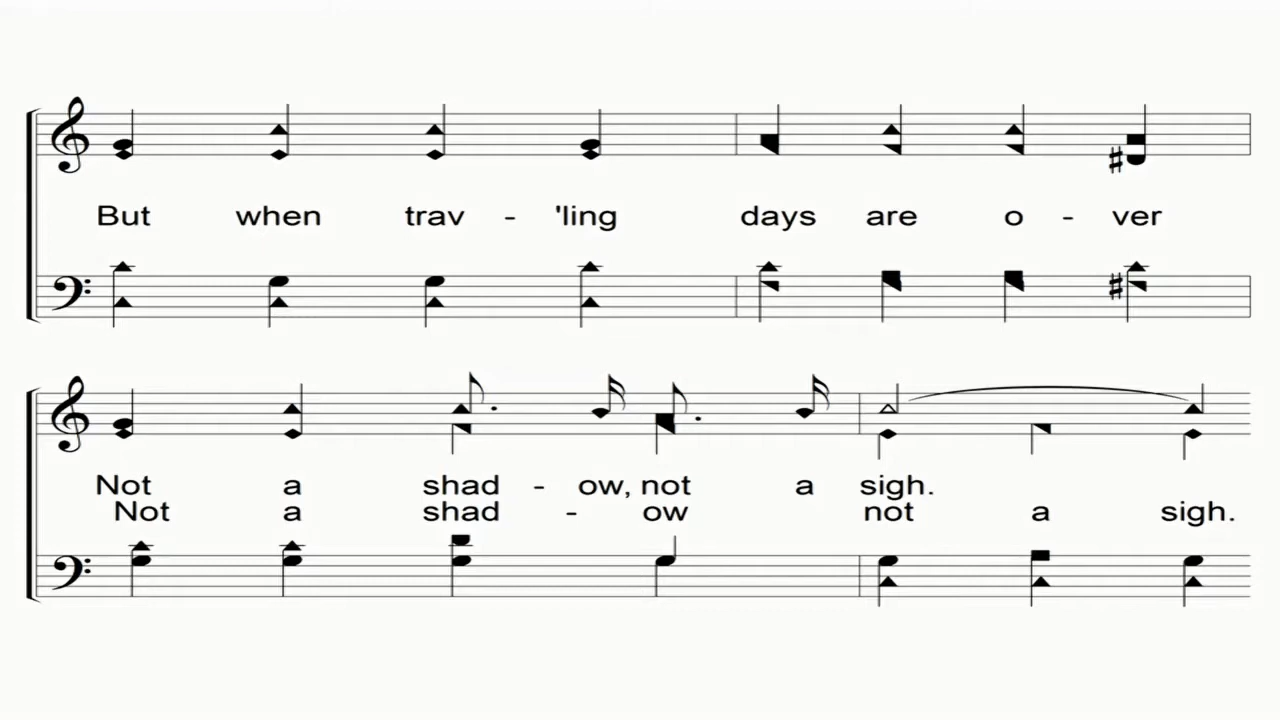 But when trav - 'ling days are o - ver
Not a shad - ow, not a sigh.
Not a shad - ow not a sigh.